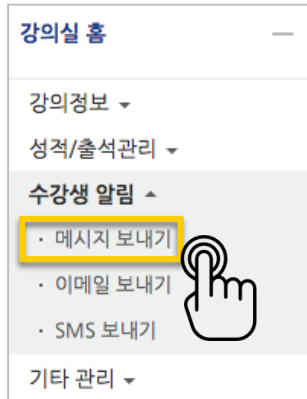 강의실 홈
강의정보
성적/출석관리
수강생 알림
· 메시지 보내기
· 이메일 보내기
· SMS 보내기
기타 관리